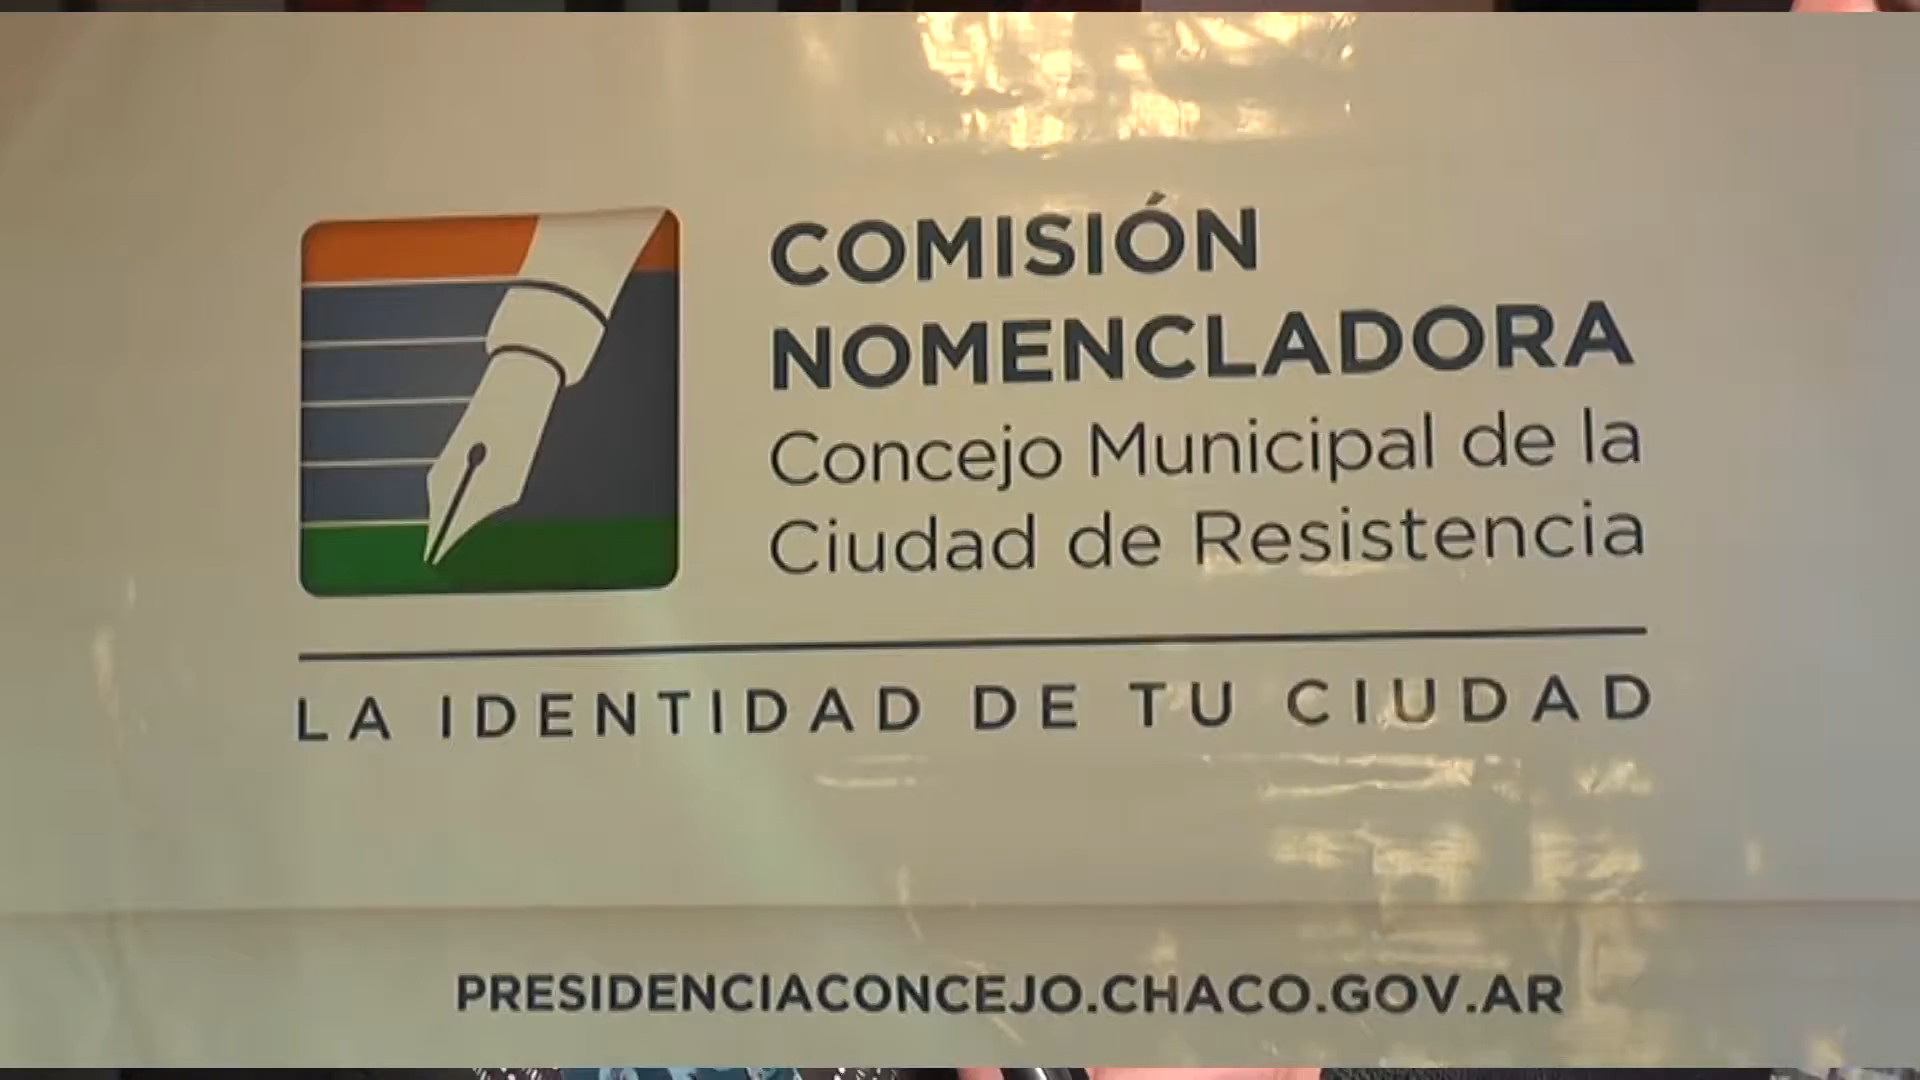 COMISIÓN
NOMENCLADORA
Concejo Municipal de la
Ciudad de Resistencia
LA IDENTIDAD DE TU CIUDAD
PRESIDENCIACONCEJO.CHACO.GOV.AR